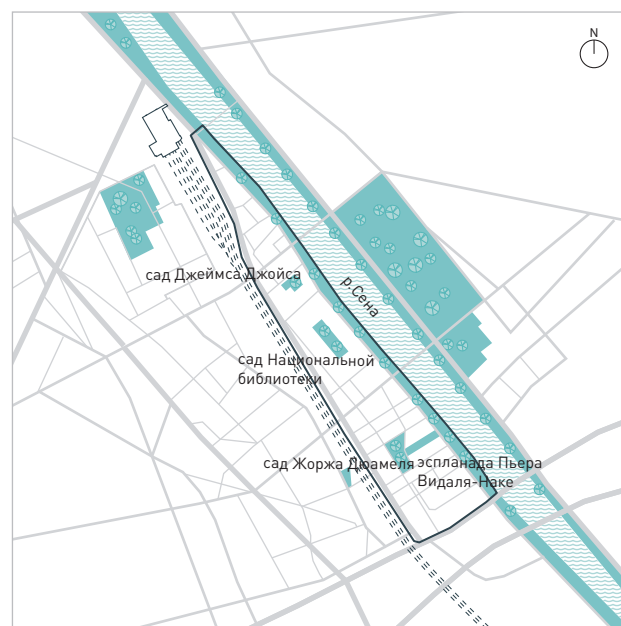 N
сад Джеймса Джойса
р.Сена
сад Национальной
библиотеки
сад Жоржа Дюамеля
эспланада Пьера
Видаля-Наке